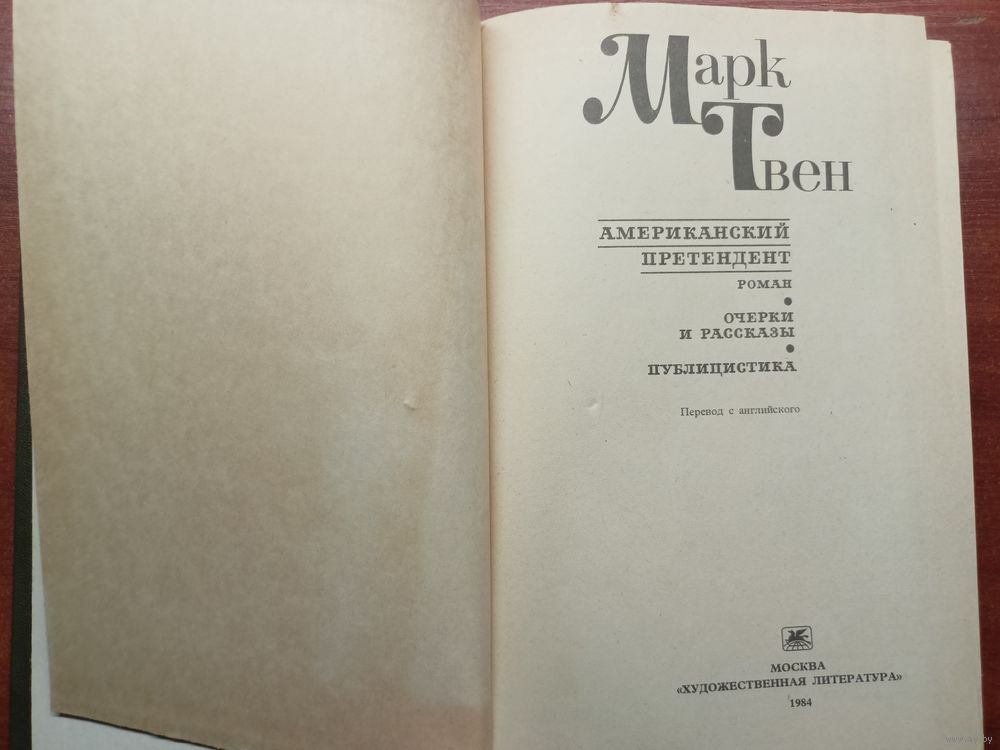 Марк
Твен
АМЕРИКАНСКИЙ
ПРЕТЕНДЕНТ
РОМАН
•
ОЧЕРКИ
И РАССКАЗЫ
•
ПУБЛИЦИСТИКА
Перевод с английского
МОСКВА
«ХУДОЖЕСТВЕННАЯ ЛИТЕРАТУРА»
1984